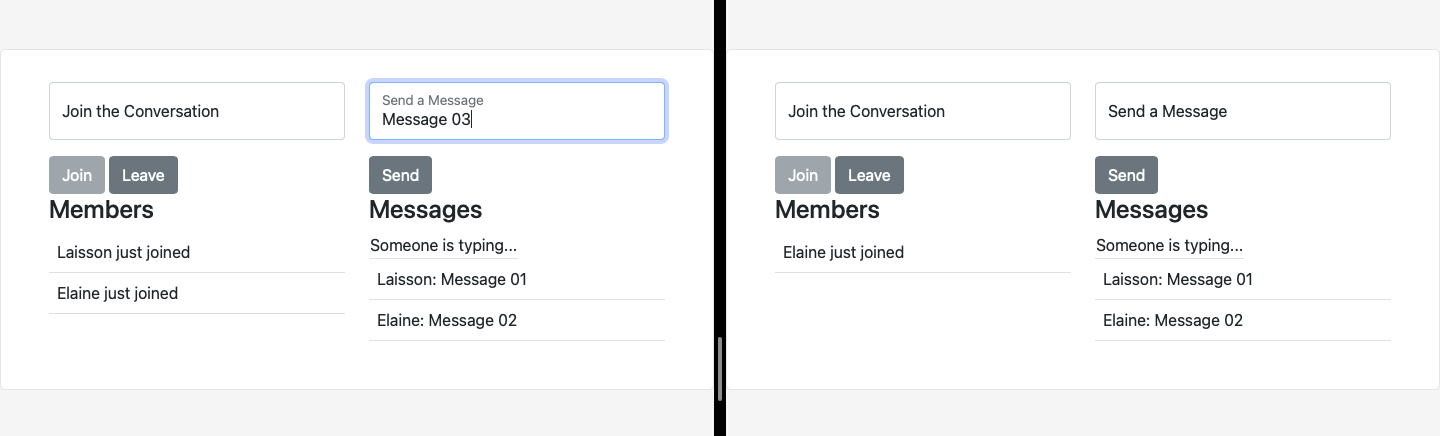 Join the Conversation
Send a Message
Message 03
Join Leave
Send
Members
Messages
Laisson just joined
Elaine just joined
Someone is typing...
Laisson: Message 01
Elaine: Message 02
Join the Conversation
Send a Message
Join Leave
Send
Members
Messages
Elaine just joined
Someone is typing...
Laisson: Message 01
Elaine: Message 02